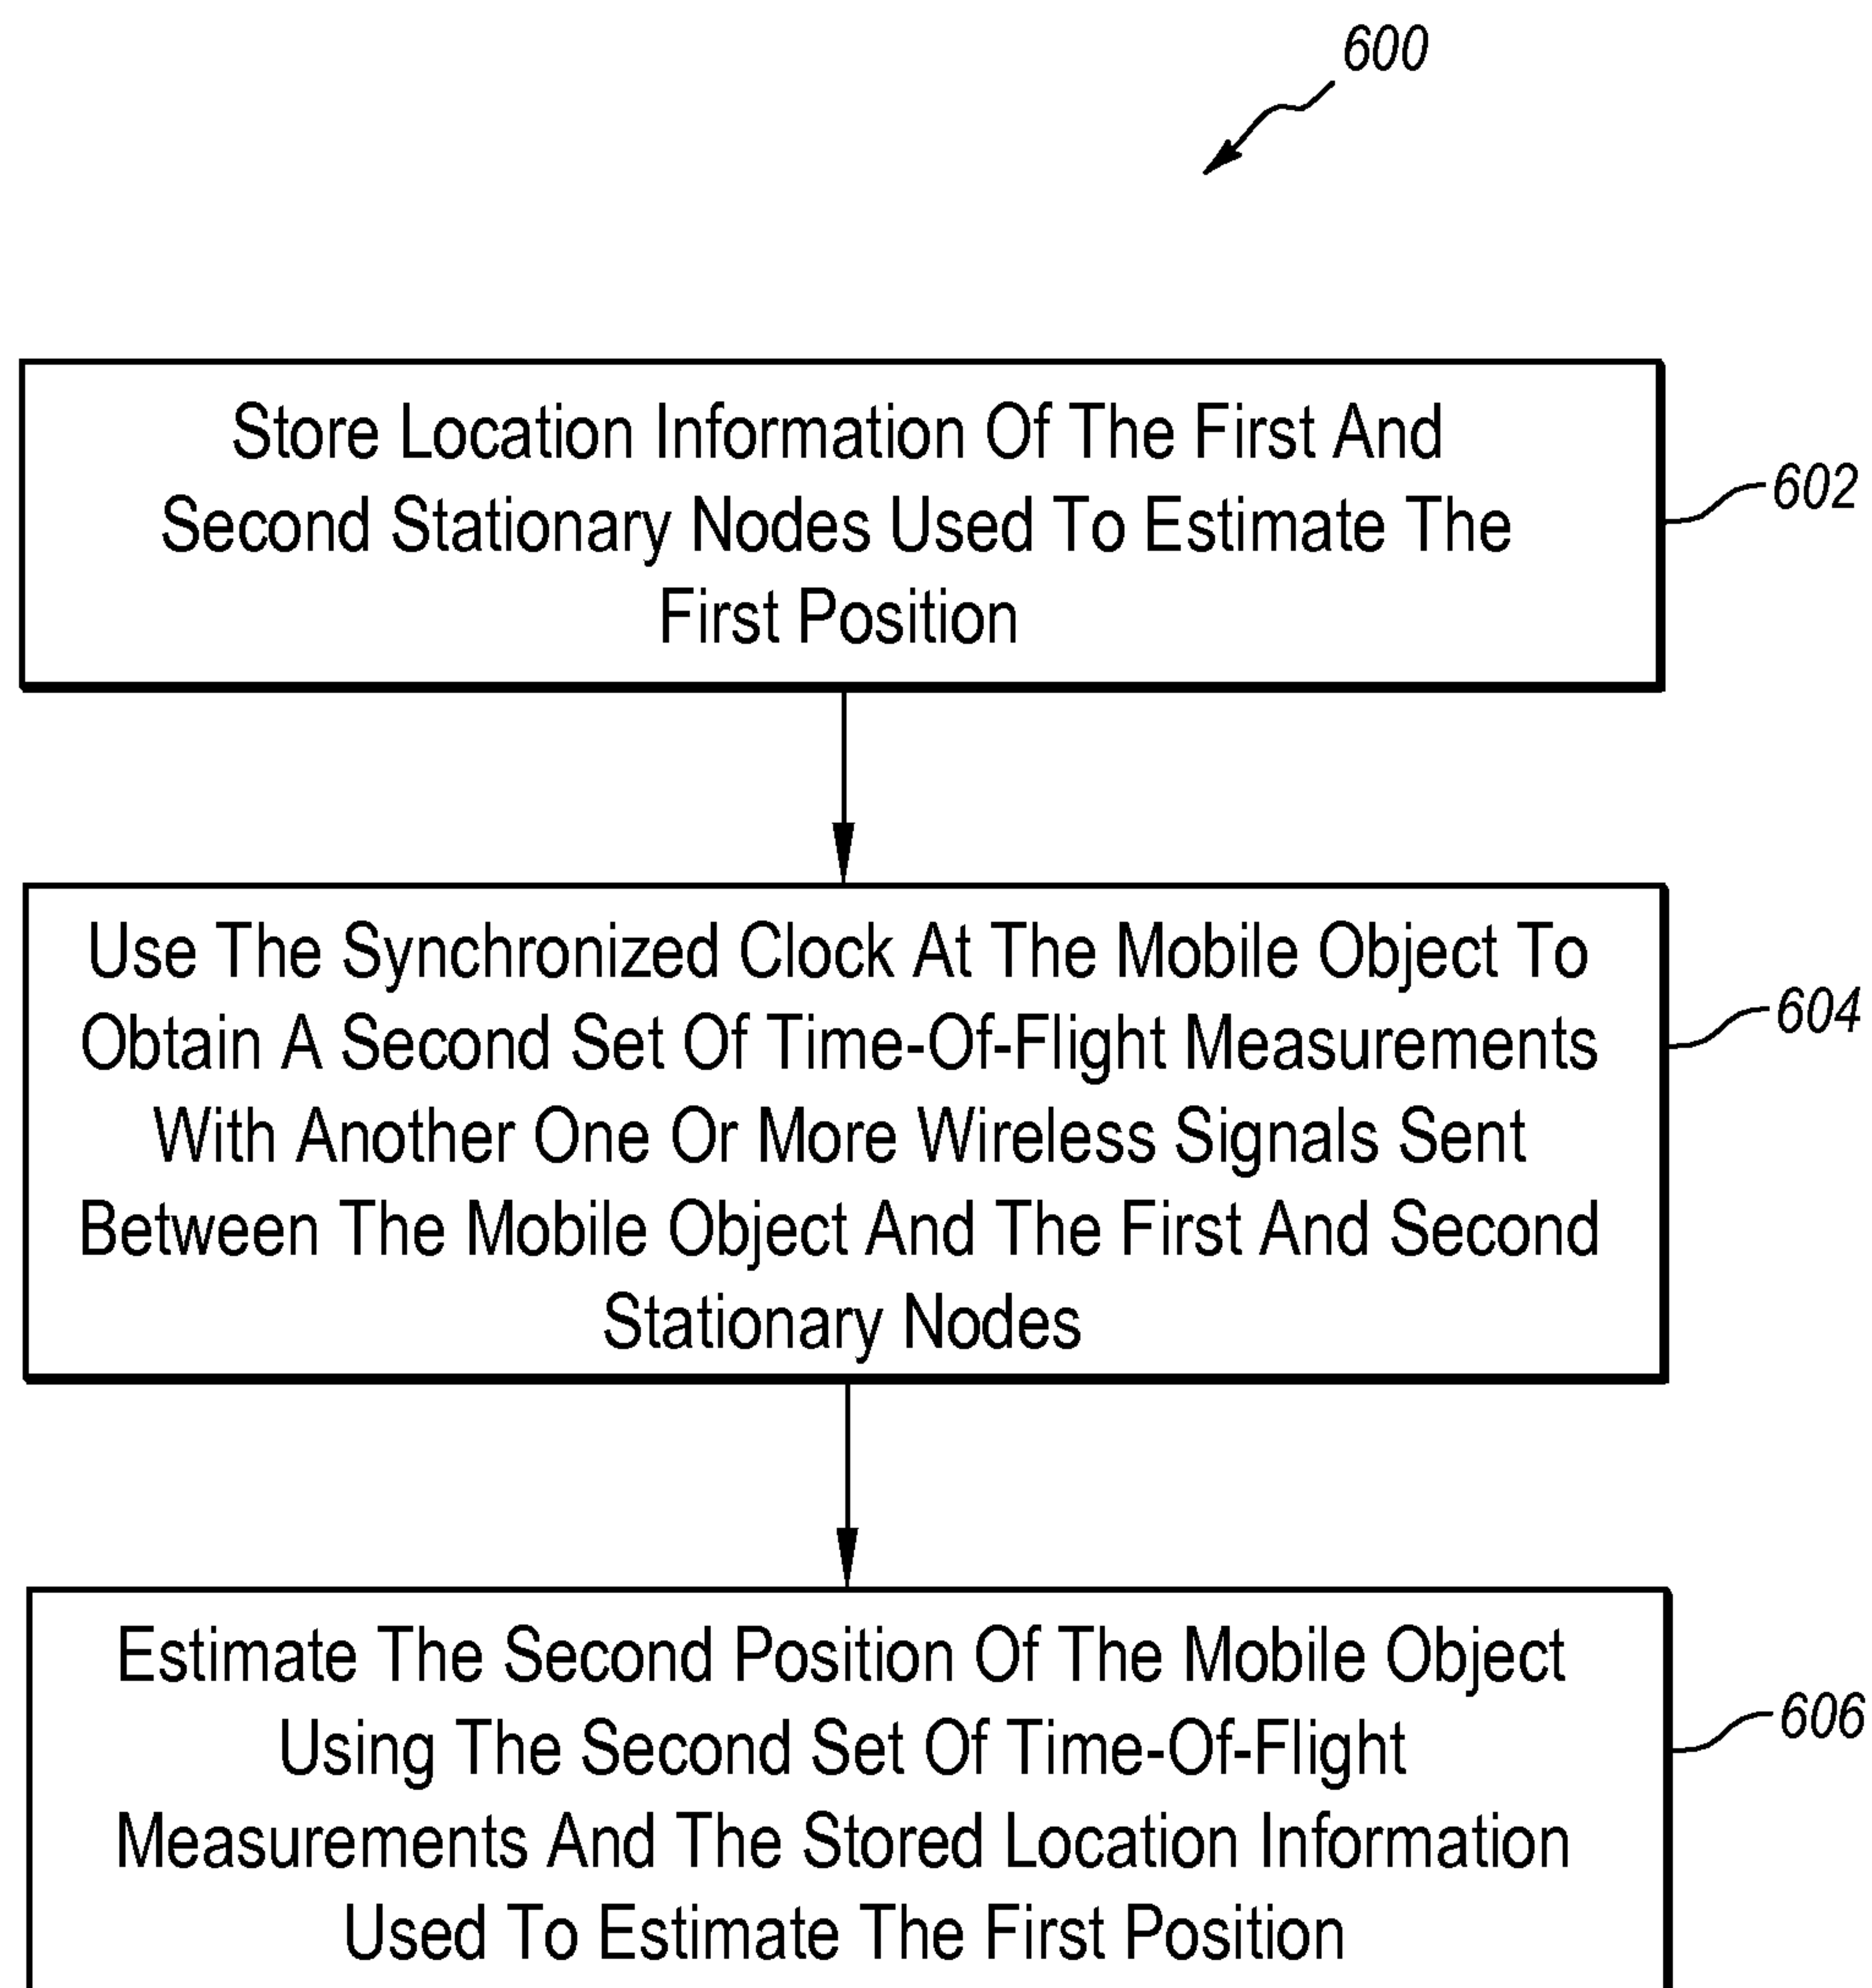 600
Store Location Information Of The First And
Second Stationary Nodes Used To Estimate The
First Position
602
Use The Synchronized Clock At The Mobile Object To
Obtain A Second Set Of Time-Of-Flight Measurements
With Another One Or More Wireless Signals Sent
Between The Mobile Object And The First And Second
Stationary Nodes
604
Estimate The Second Position Of The Mobile Object
Using The Second Set Of Time-Of-Flight
Measurements And The Stored Location Information
Used To Estimate The First Position
606